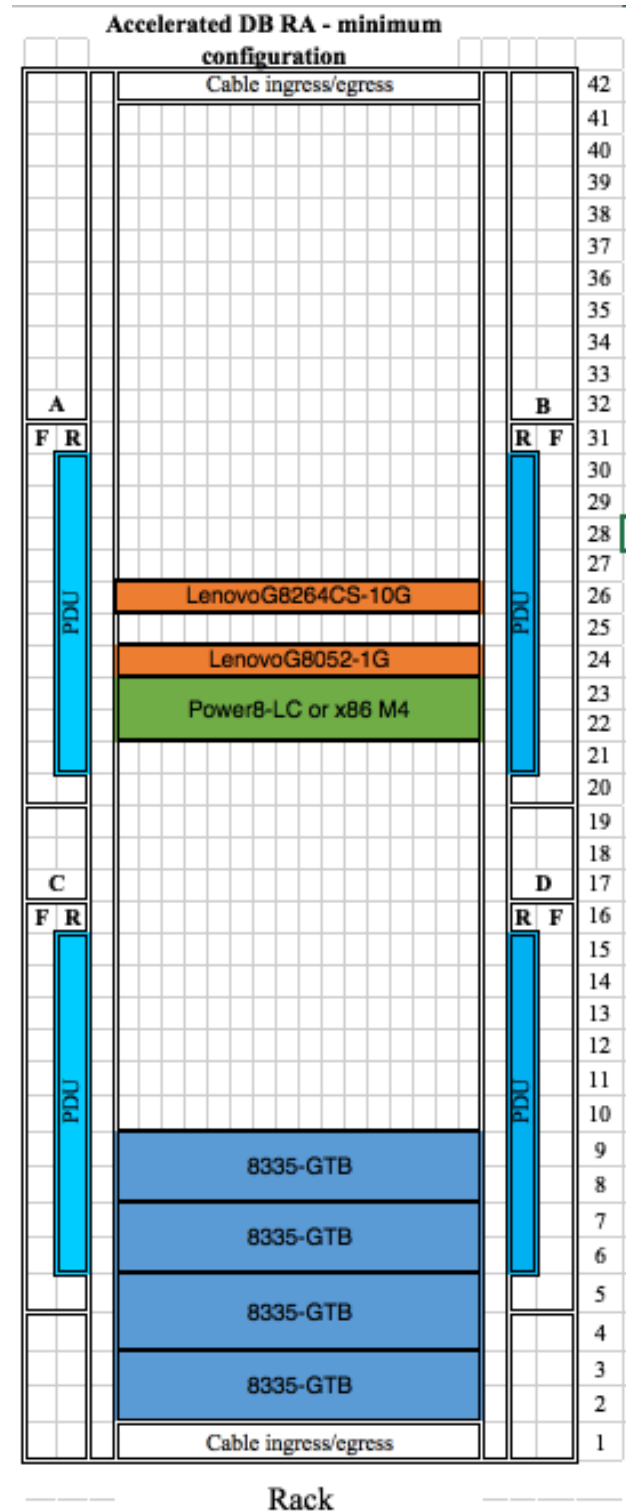 Accelerated DB RA - minimum
configuration
Cable ingress/egress 42
41
40
39
38
37
36
35
34
33
A B 32
F R R F 31
30
29
28
27
LenovoG8264CS-10G 26
PDU PDU
25
LenovoG8052-1G 24
23
Power8-LC or x86 M4
22
21
20
19
18
C D 17
F R R F 16
15
14
13
12
11
PDU PDU
10
9
8335-GTB
8
7
8335-GTB
6
5
8335-GTB
4
3
8335-GTB
2
Cable ingress/egress 1
Rack